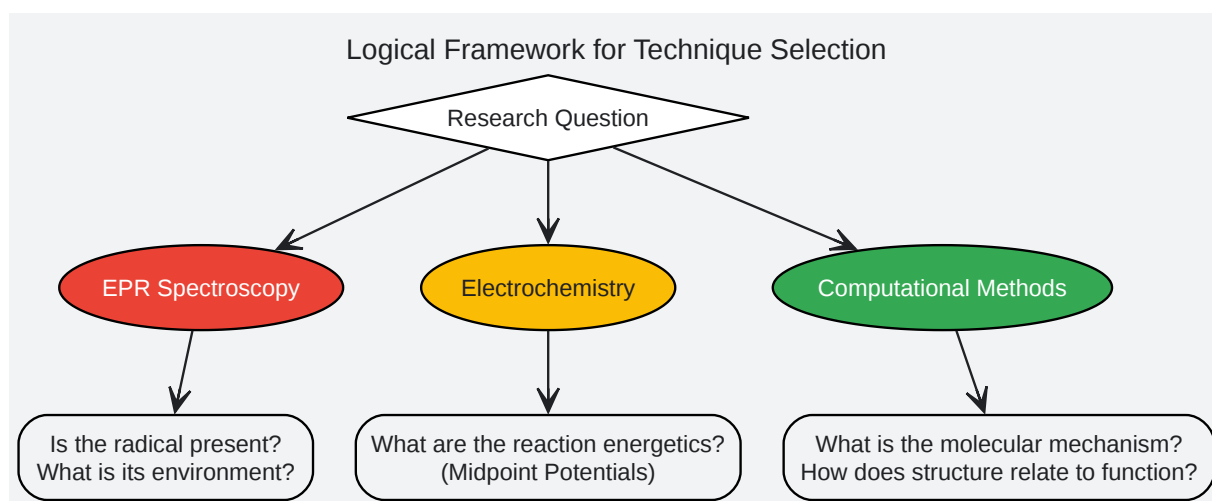 Logical Framework for Technique Selection
Research Question
EPR Spectroscopy
Electrochemistry
Computational Methods
Is the radical present?
What is its environment?
What are the reaction energetics?
(Midpoint Potentials)
What is the molecular mechanism?
How does structure relate to function?